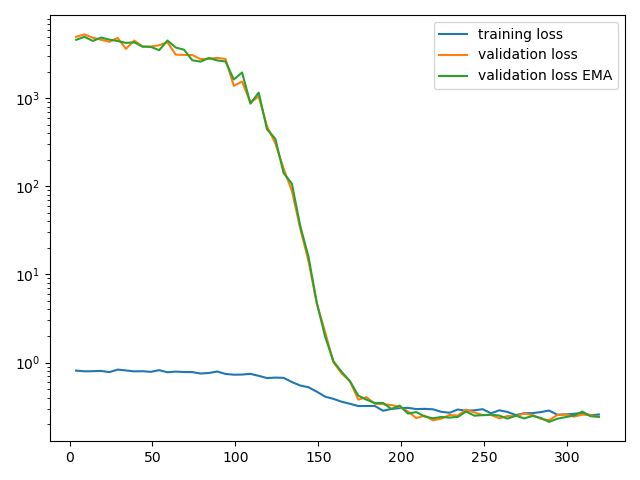 training loss
validation loss
validation loss EMA
10³
10²
10¹
10⁰
0 50 100 150 200 250 300